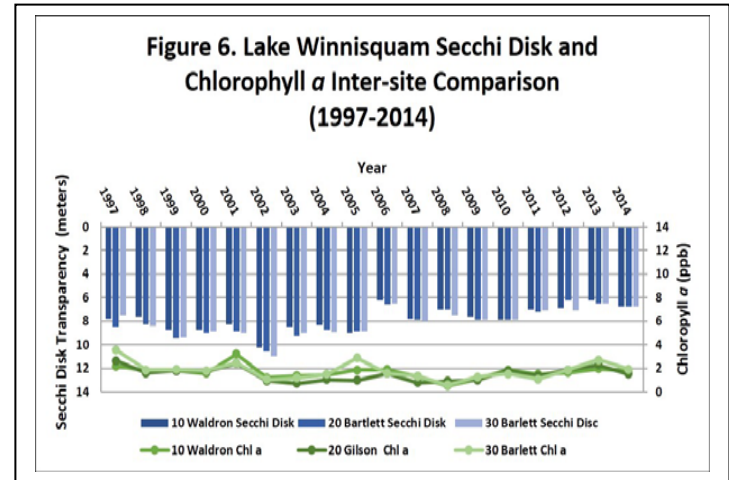 Figure 6. Lake Winnisquam Secchi Disk and
Chlorophyll a Inter-site Comparison
(1997-2014)
Year
1997 1998 1999 2000 2001 2002 2003 2004 2005 2006 2007 2008 2009 2010 2011 2012 2013 2014
Secchi Disk Transparency (meters)
0
2
4
6
8
10
12
14
14
12
10
8
6
4
2
0
Chloropyll a (ppb)
10 Waldron Secchi Disk 20 Bartlett Secchi Disk 30 Barlett Secchi Disc
10 Waldron Chl a 20 Gilson Chl a 30 Barlett Chl a